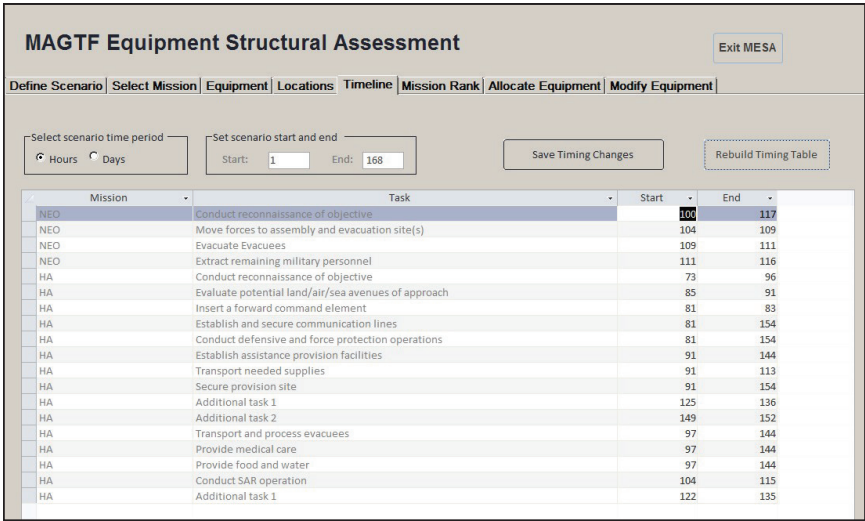 MAGTF Equipment Structural Assessment
Exit MESA
Define Scenario Select Mission Equipment Locations Timeline Mission Rank Allocate Equipment Modify Equipment
Select scenario time period
Hours Days
Set scenario start and end
Start: 1 End: 168
Save Timing Changes
Rebuild Timing Table
Mission Task Start End
NEO Conduct reconnaissance of objective 100 117
NEO Move forces to assembly and evacuation site(s) 104 109
NEO Evacuate Evacuees 109 111
NEO Extract remaining military personnel 111 116
HA Conduct reconnaissance of objective 73 96
HA Evaluate potential land/air/sea avenues of approach 85 91
HA Insert a forward command element 81 83
HA Establish and secure communication lines 81 154
HA Conduct defensive and force protection operations 81 154
HA Establish assistance provision facilities 91 144
HA Transport needed supplies 91 113
HA Secure provision site 91 154
HA Additional task 1 125 136
HA Additional task 2 149 152
HA Transport and process evacuees 97 144
HA Provide medical care 97 144
HA Provide food and water 97 144
HA Conduct SAR operation 104 115
HA Additional task 1 122 135